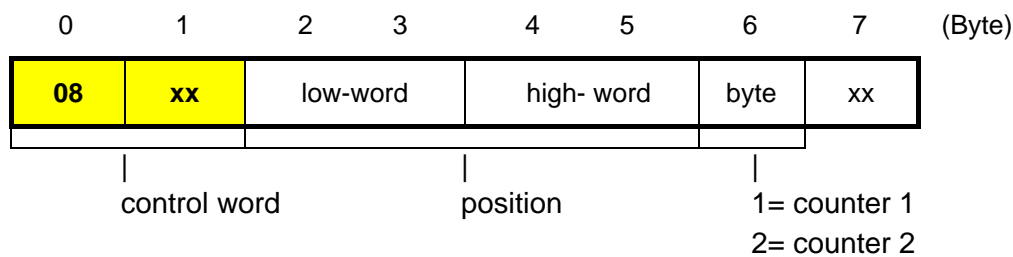 0 1 2 3 4 5 6 7 (Byte)
08 xx low-word high- word byte xx
control word position 1= counter 1
2= counter 2